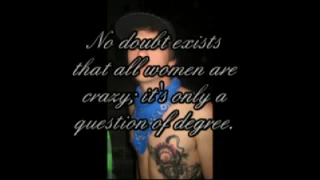 No doubt exists
that all women are
crazy; it's only a
question of degree.